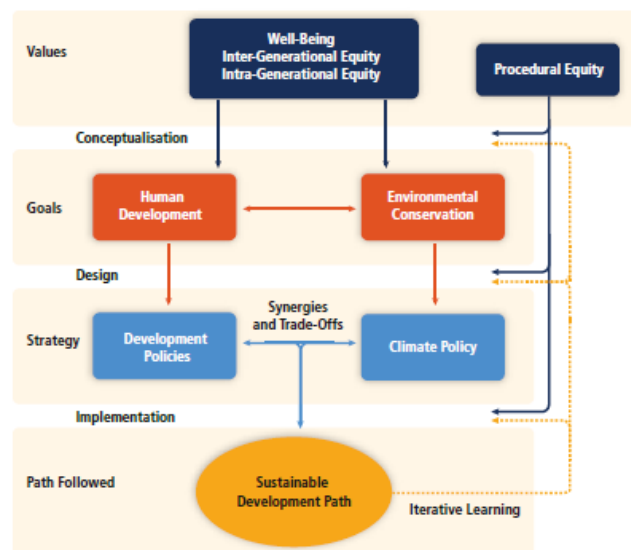 Values
Well-Being
Inter-Generational Equity
Intra-Generational Equity
Procedural Equity
Conceptualisation
Goals
Human
Development
Environmental
Conservation
Design
Strategy
Synergies
and Trade-Offs
Development
Policies
Climate Policy
Implementation
Path Followed
Sustainable
Development Path
Iterative Learning